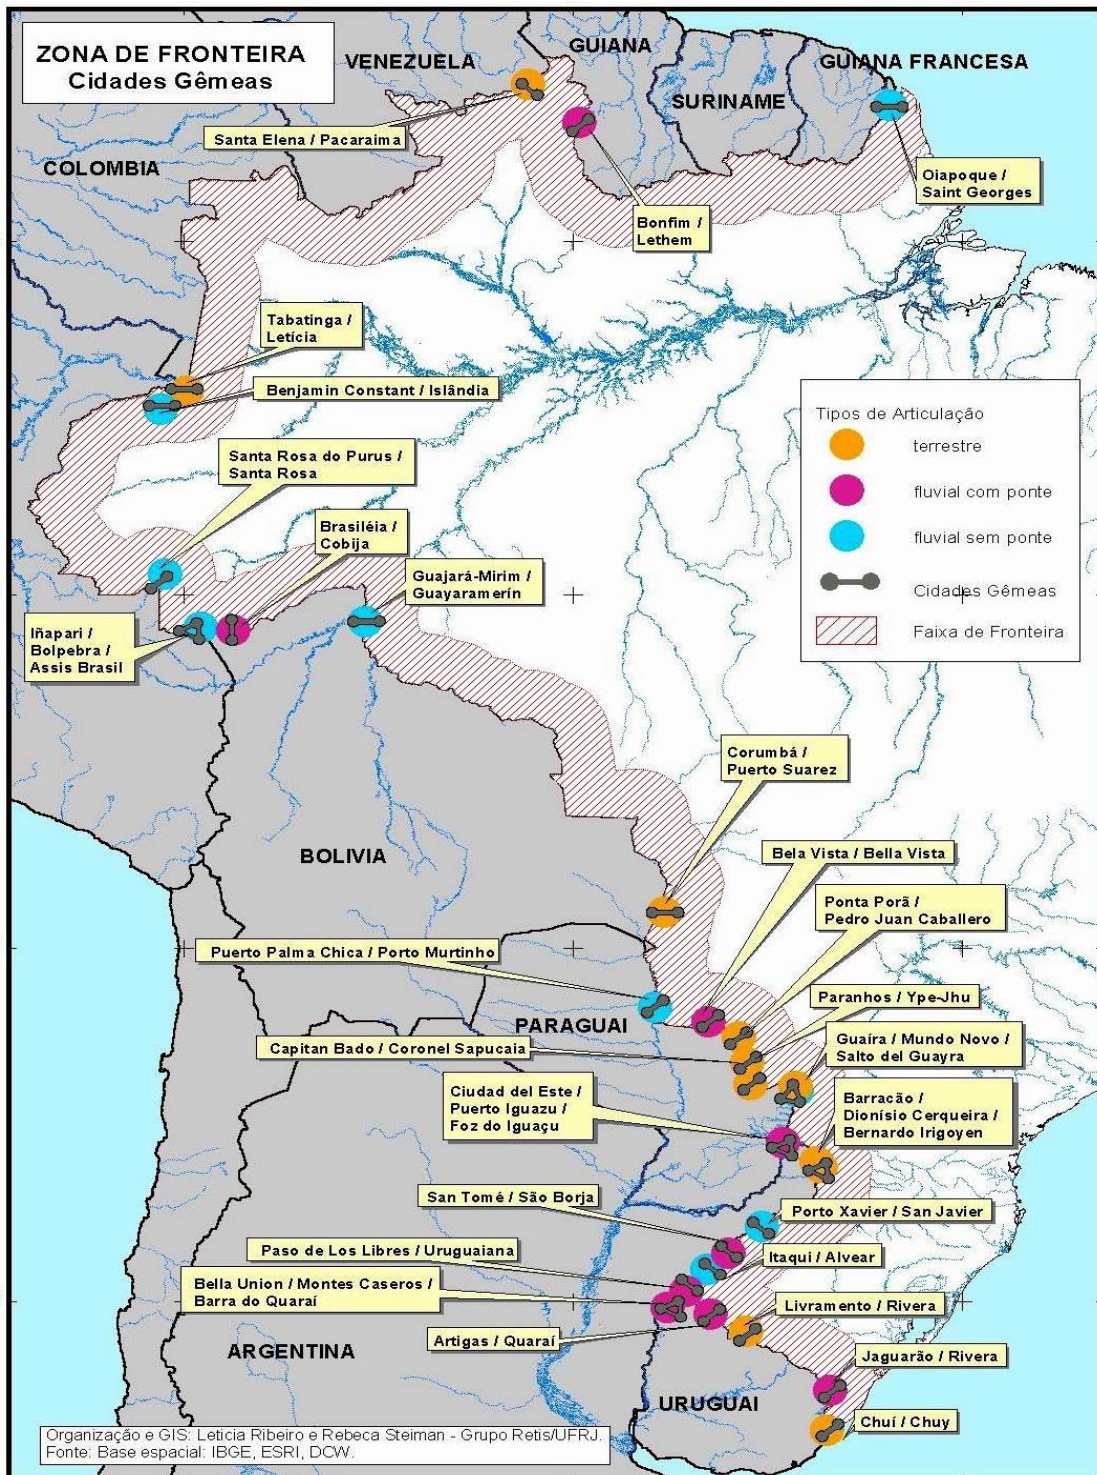 ZONA DE FRONTEIRA
Cidades Gêmeas
VENEZUELA
GUIANA
GUIANA FRANCESA
SURINAME
COLOMBIA
Santa Elena / Pacaraima
Oiapoque /
Saint Georges
Bonfim /
Lethem
Tabatinga /
Letícia
Benjamin Constant / Islândia
Tipos de Articulação
terrestre
fluvial com ponte
fluvial sem ponte
Cidades Gêmeas
Faixa de Fronteira
Santa Rosa do Purus /
Santa Rosa
Brasiléia /
Cobija
Guajará-Mirim /
Guayaramerín
Iñapari /
Bolpebra /
Assis Brasil
Corumbá /
Puerto Suarez
BOLIVIA
Bela Vista / Bella Vista
Ponta Porã /
Pedro Juan Caballero
Puerto Palma Chica / Porto Murtinho
Paranhos / Ype-Jhu
PARAGUAI
Capitan Bado / Coronel Sapucaia
Guaíra / Mundo Novo /
Salto del Guayra
Ciudad del Este /
Puerto Iguazu /
Foz do Iguaçu
Barracão /
Dionísio Cerqueira /
Bernardo Irigoyen
San Tomé / São Borja
Porto Xavier / San Javier
Paso de Los Libres / Uruguaiana
Itaqui / Alvear
Bella Union / Montes Caseros /
Barra do Quaraí
Livramento / Rivera
Artigas / Quaraí
ARGENTINA
Jaguarão / Rivera
URUGUAI
Chuí / Chuy
Organização e GIS: Leticia Ribeiro e Rebeca Steiman - Grupo Retis/UFRJ.
Fonte: Base espacial: IBGE, ESRI, DCW.